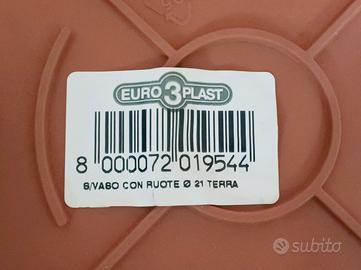 EURO 3 PLAST
8 000072 019544
S/VASO CON RUOTE Ø 21 TERRA
subito